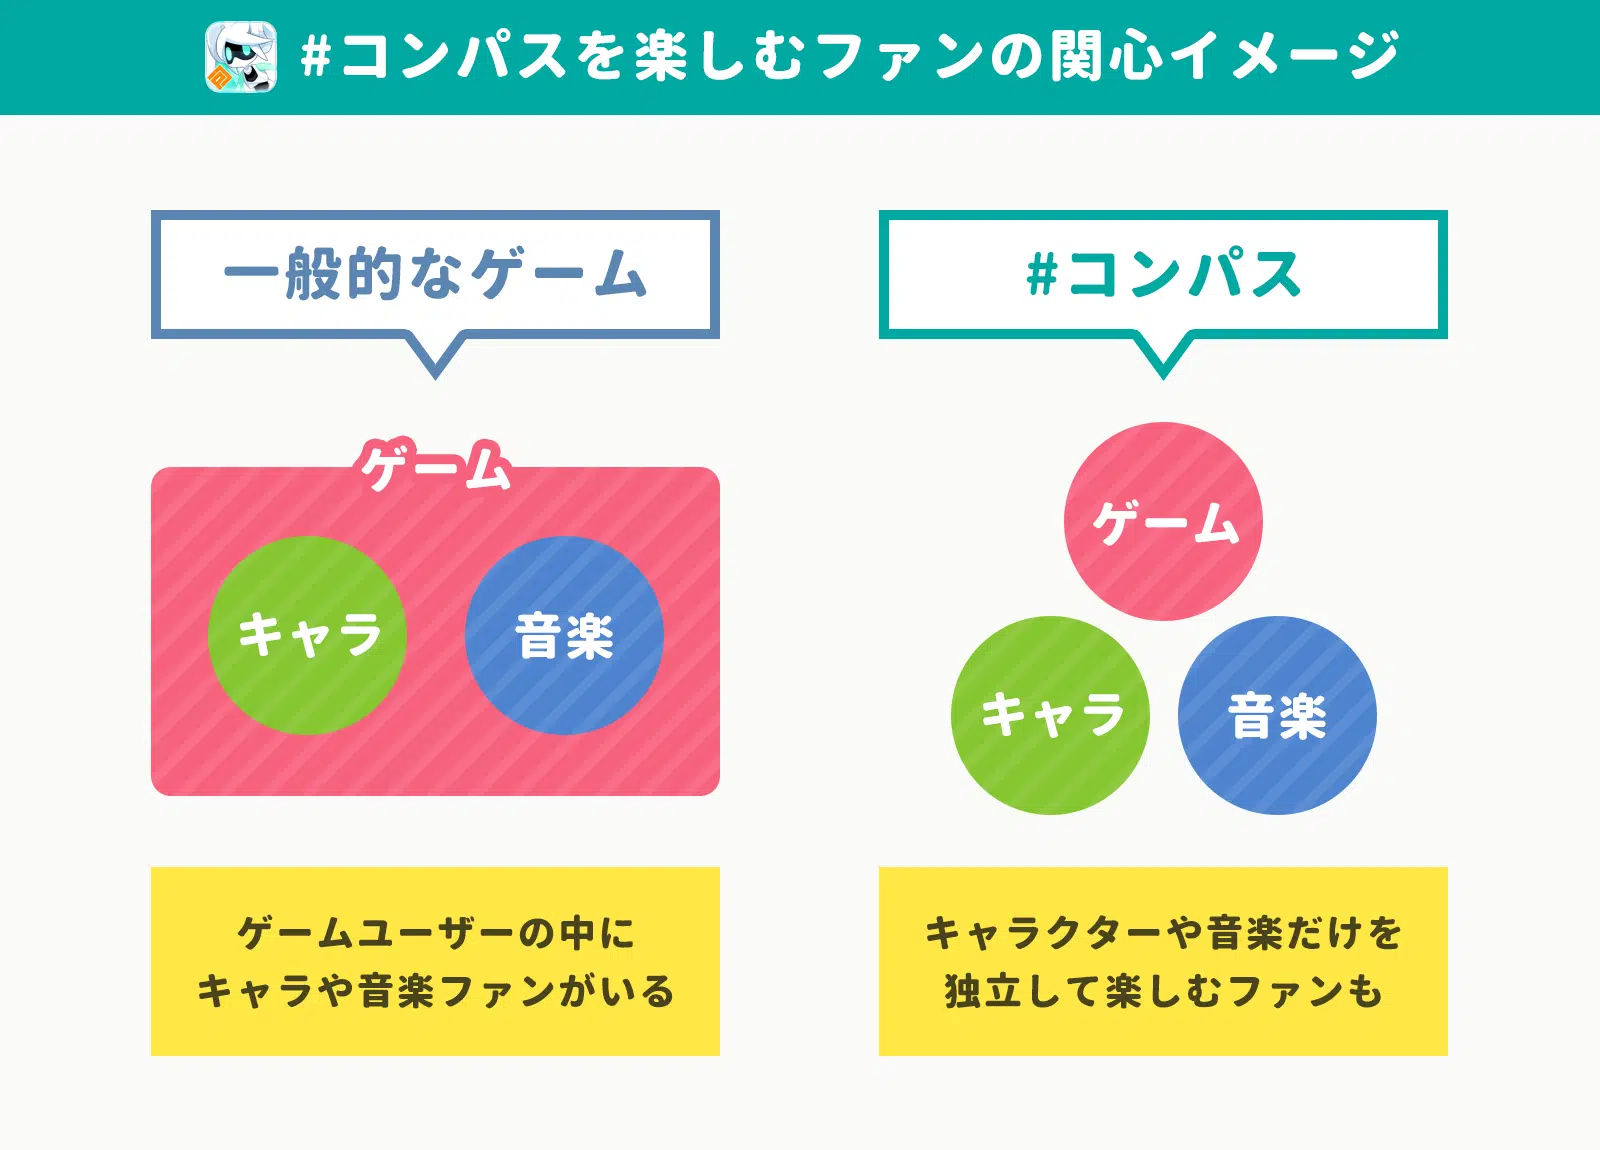 #コンパスを楽しむファンの関心イメージ
一般的なゲーム
ゲーム
キャラ
音楽
ゲームユーザーの中に
キャラや音楽ファンがいる
#コンパス
ゲーム
キャラ
音楽
キャラクターや音楽だけを
独立して楽しむファンも